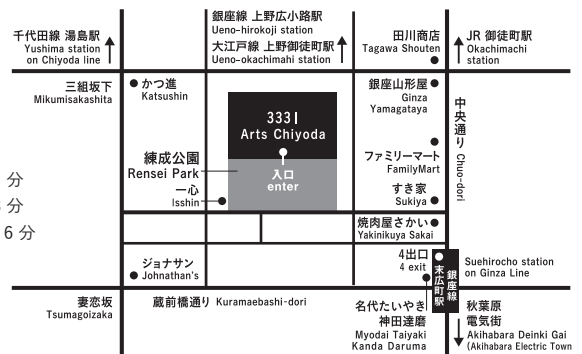 千代田線 湯島駅
Yushima station
on Chiyoda line
銀座線 上野広小路駅
Ueno-hirokoji station
大江戸線 上野御徒町駅
Ueno-okachimahi station
田川商店
Tagawa Shouten
JR 御徒町駅
Okachimachi
station
三組坂下
Mikumisakashita
かつ進
Katsushin
3331
Arts Chiyoda
銀座山形屋
Ginza
Yamagataya
中央通り Chuo-dori
練成公園
Rensei Park
入口
enter
ファミリーマート
FamilyMart
一心
Isshin
すき家
Sukiya
分
分
6 分
焼肉屋さかい
Yakinikuya Sakai
ジョナサン
Johnathan's
4出口
4 exit
銀座線
末広町駅
Suehirocho station
on Ginza Line
妻恋坂
Tsumagoizaka
蔵前橋通り Kuramaebashi-dori
名代たいやき
神田達磨
Myodai Taiyaki
Kanda Daruma
秋葉原
電気街
Akihabara Deinki Gai
(Akihabara Electric Town